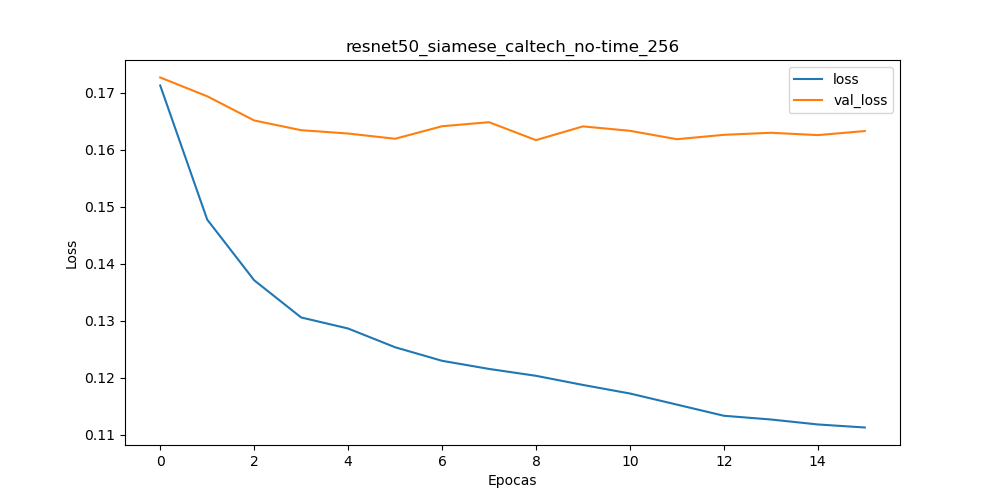 resnet50_siamese_caltech_no-time_256
loss
val_loss
0.17
0.16
0.15
0.14
0.13
0.12
0.11
Loss
0 2 4 6 8 10 12 14
Epocas